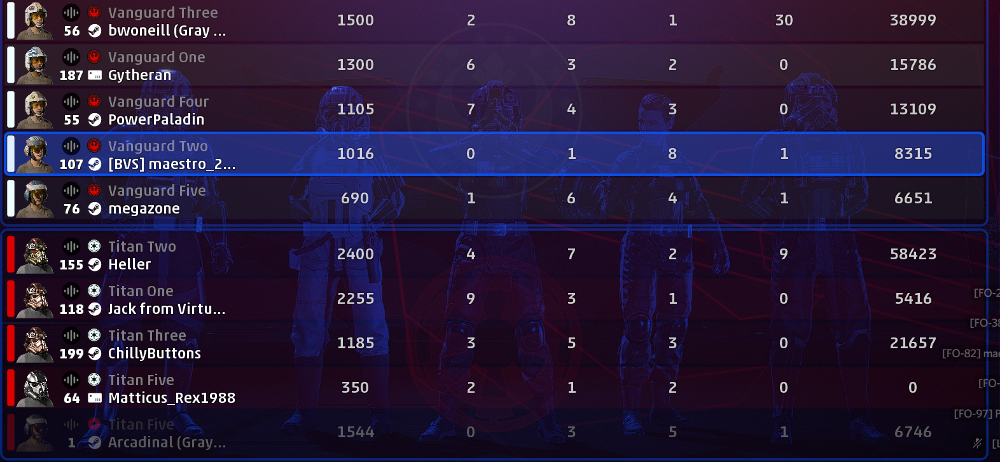 Vanguard Three
56 bwoneill (Gray ... 1500 2 8 1 30 38999
Vanguard One
187 Gytheran 1300 6 3 2 0 15786
Vanguard Four
55 PowerPaladin 1105 7 4 3 0 13109
Vanguard Two
107 [BVS] maestro_2... 1016 0 1 8 1 8315
Vanguard Five
76 megazone 690 1 6 4 1 6651
Titan Two
155 Heller 2400 4 7 2 9 58423
Titan One
118 Jack from Virtu... 2255 9 3 1 0 5416
[FO-2
Titan Three
[FO-38
199 ChillyButtons 1185 3 5 3 0 21657
[FO-82] mae
Titan Five
[FO-
64 Matticus_Rex1988 350 2 1 2 0 0
[FO-97] P
Titan Five
1 Arcadinal (Gray... 1544 0 3 5 1 6746
[L